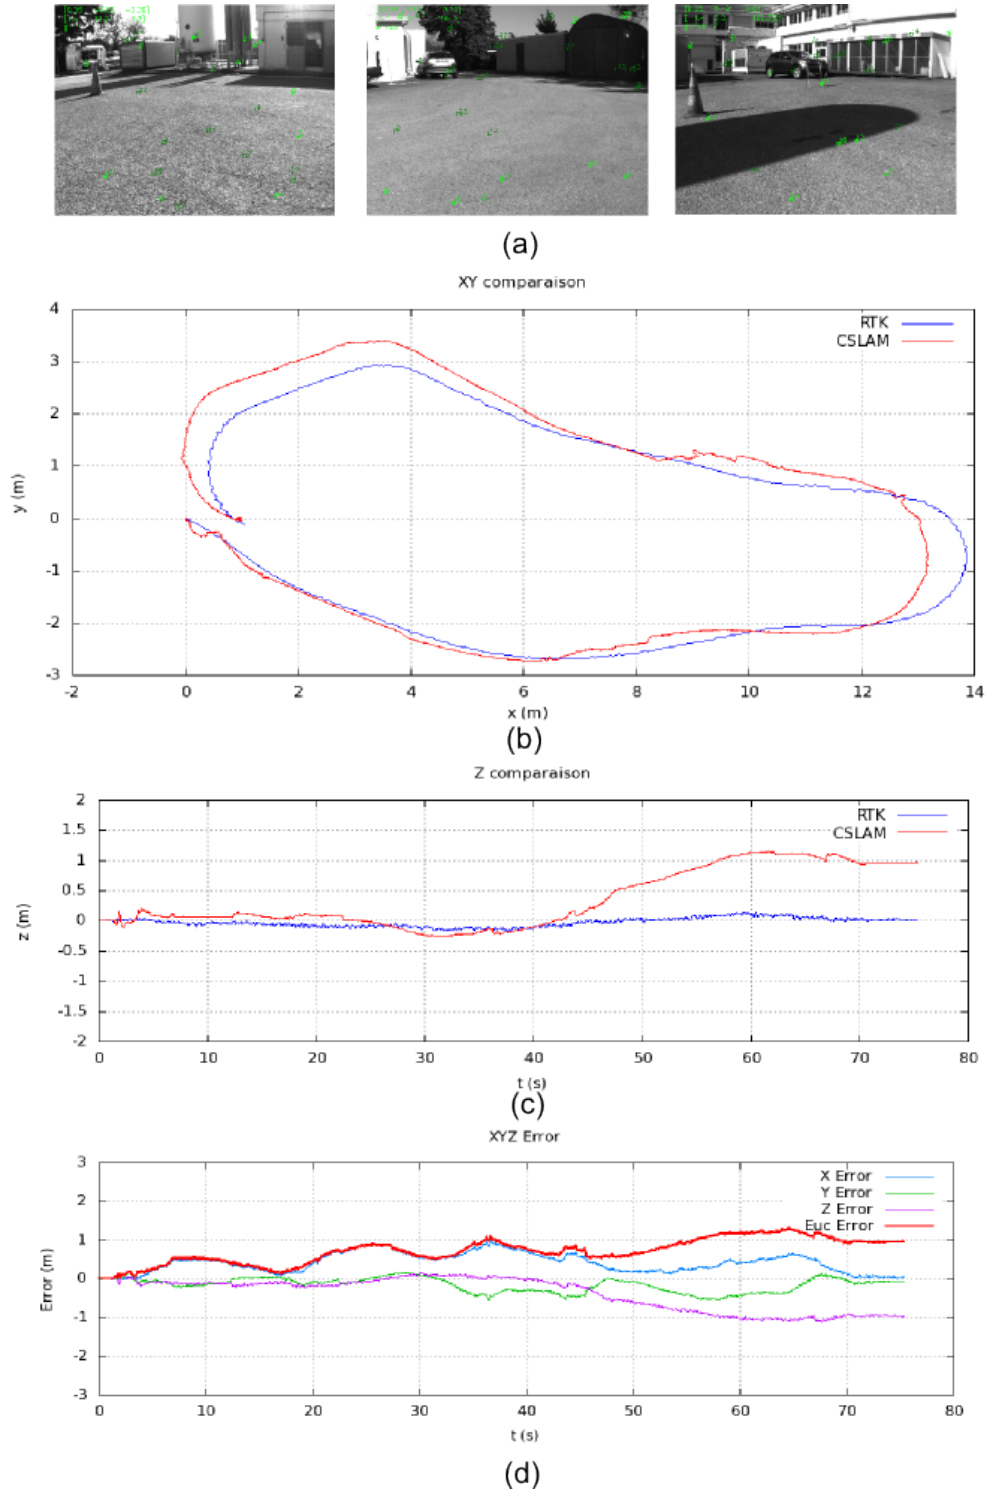 (a)
XY comparaison
RTK
CSLAM
4
3
2
1
0
-1
-2
-3
y (m)
-2 0 2 4 6 8 10 12 14
x (m)
(b)
Z comparaison
RTK
CSLAM
2
1.5
1
0.5
0
-0.5
-1
-1.5
-2
z (m)
0 10 20 30 40 50 60 70 80
t (s)
(c)
XYZ Error
X Error
Y Error
Z Error
Euc Error
3
2
1
0
-1
-2
-3
Error (m)
0 10 20 30 40 50 60 70 80
t (s)
(d)